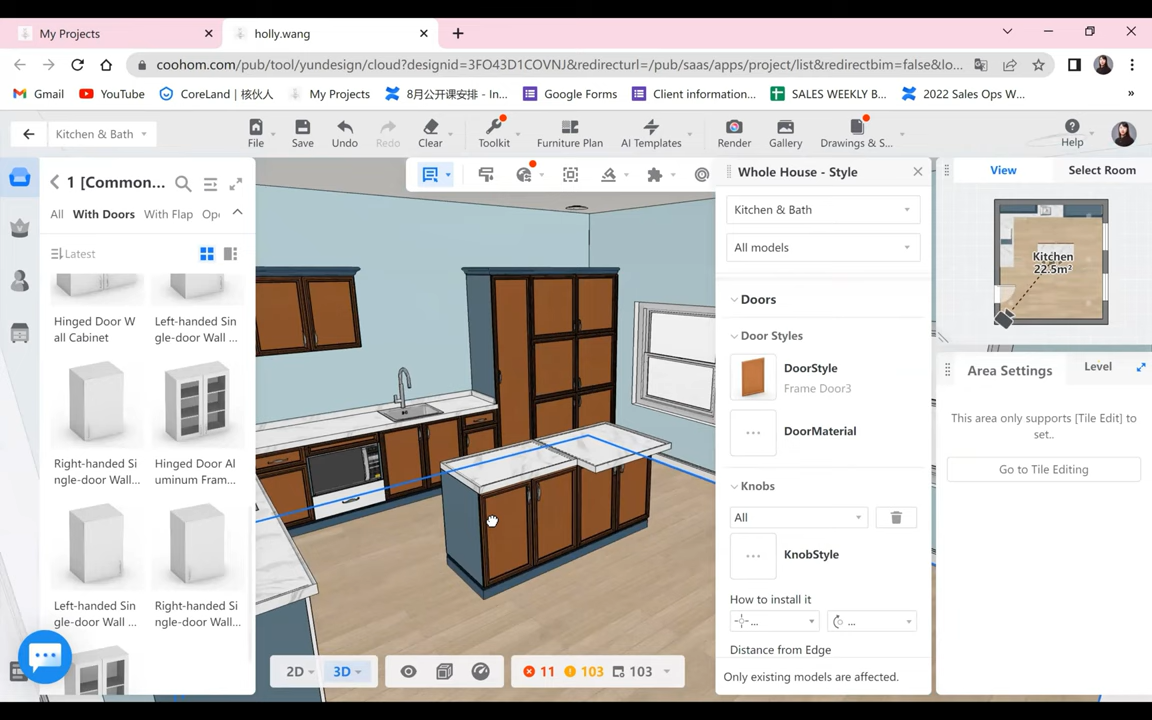 My Projects
holly.wang
coohom.com/pub/tool/yundesign/cloud?designid=3FO43D1COVNJ&redirecturl=/pub/saas/apps/project/list&redirectbim=false&lo...
Gmail
YouTube
CoreLand | 核伙人
My Projects
8月公开课安排 - In...
Google Forms
Client information...
SALES WEEKLY B...
2022 Sales Ops W...
»
Kitchen & Bath
File
Save
Undo
Redo
Clear
Toolkit
Furniture Plan
AI Templates
Render
Gallery
Drawings & S...
Help
1 [Common...
All
With Doors
With Flap
Op
Latest
Hinged Door W
all Cabinet
Left-handed Sin
gle-door Wall ...
Right-handed Si
ngle-door Wall...
Hinged Door Al
uminum Fram...
Left-handed Sin
gle-door Wall ...
Right-handed Si
ngle-door Wall...
2D
3D
11
103
103
Whole House - Style
Kitchen & Bath
All models
Doors
Door Styles
DoorStyle
Frame Door3
DoorMaterial
Knobs
All
KnobStyle
How to install it
...
...
Distance from Edge
Only existing models are affected.
View
Select Room
Kitchen
22.5m²
Area Settings
Level
This area only supports [Tile Edit] to
set..
Go to Tile Editing